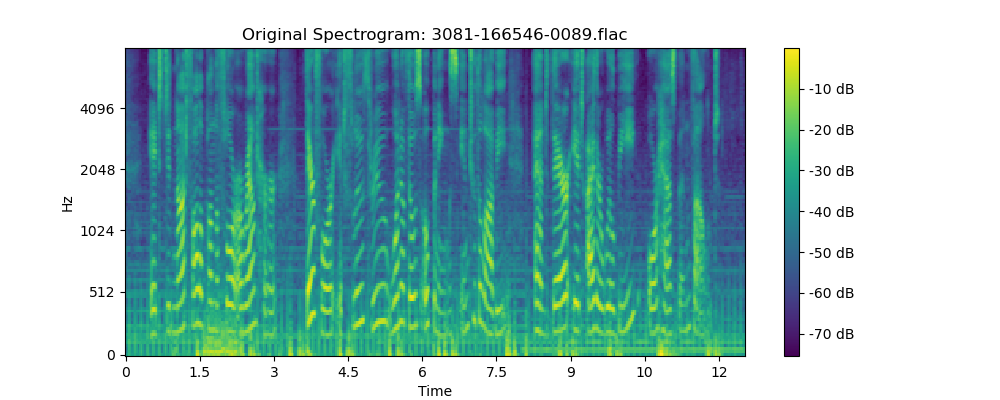 Original Spectrogram: 3081-166546-0089.flac
Hz
4096
2048
1024
512
0
0 1.5 3 4.5 6 7.5 9 10 12
Time
-10 dB
-20 dB
-30 dB
-40 dB
-50 dB
-60 dB
-70 dB